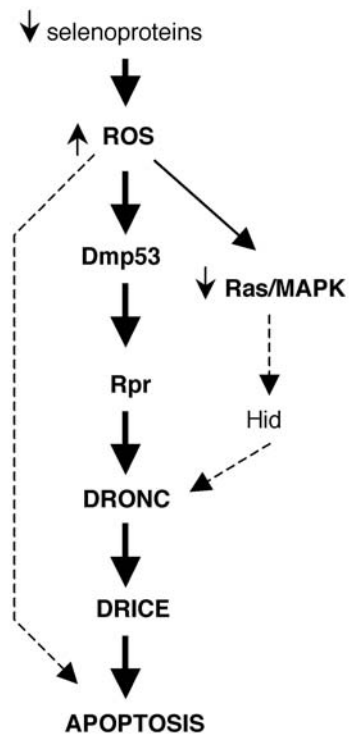 selenoproteins
ROS
Dmp53
Ras/MAPK
Rpr
Hid
DRONC
DRICE
APOPTOSIS